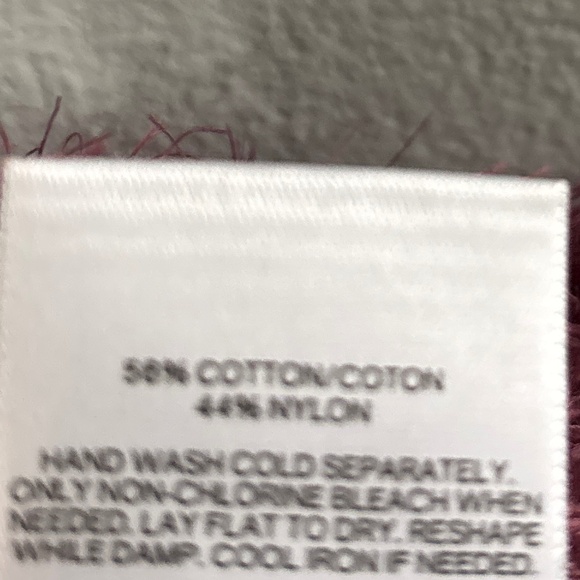 56% COTTON/COTON
44% NYLON
HAND WASH COLD SEPARATELY.
ONLY NON-CHLORINE BLEACH WHEN
NEEDED. LAY FLAT TO DRY. RESHAPE
WHILE DAMP. COOL IRON IF NEEDED.